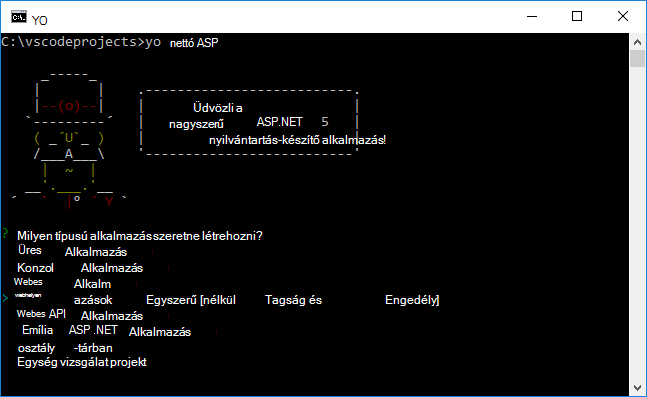 YO
C:\vscodeprojects>yo nettó ASP
Üdvözli a
nagyszerű ASP.NET 5
nyilvántartás-készítő alkalmazás!
? Milyen típusú alkalmazás szeretne létrehozni?
Üres Alkalmazás
Konzol Alkalmazás
Webes Alkalm
> webhelyen azások Egyszerű [nélkül Tagság és Engedély]
Webes API Alkalmazás
Emília ASP .NET Alkalmazás
osztály -tárban
Egység vizsgálat projekt